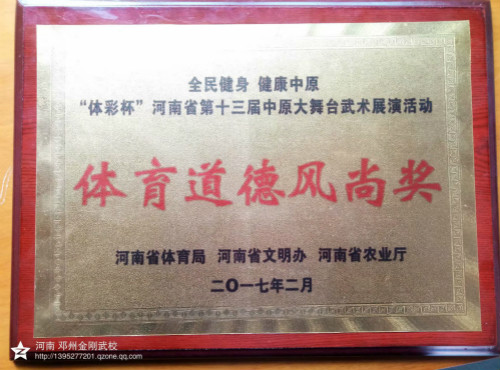 全民健身 健康中原
“体彩杯”河南省第十三届中原大舞台武术展演活动
体育道德风尚奖
河南省体育局 河南省文明办 河南省农业厅
二〇一七年二月
河南 邓州金刚武校
http://1395277201.qzone.qq.com